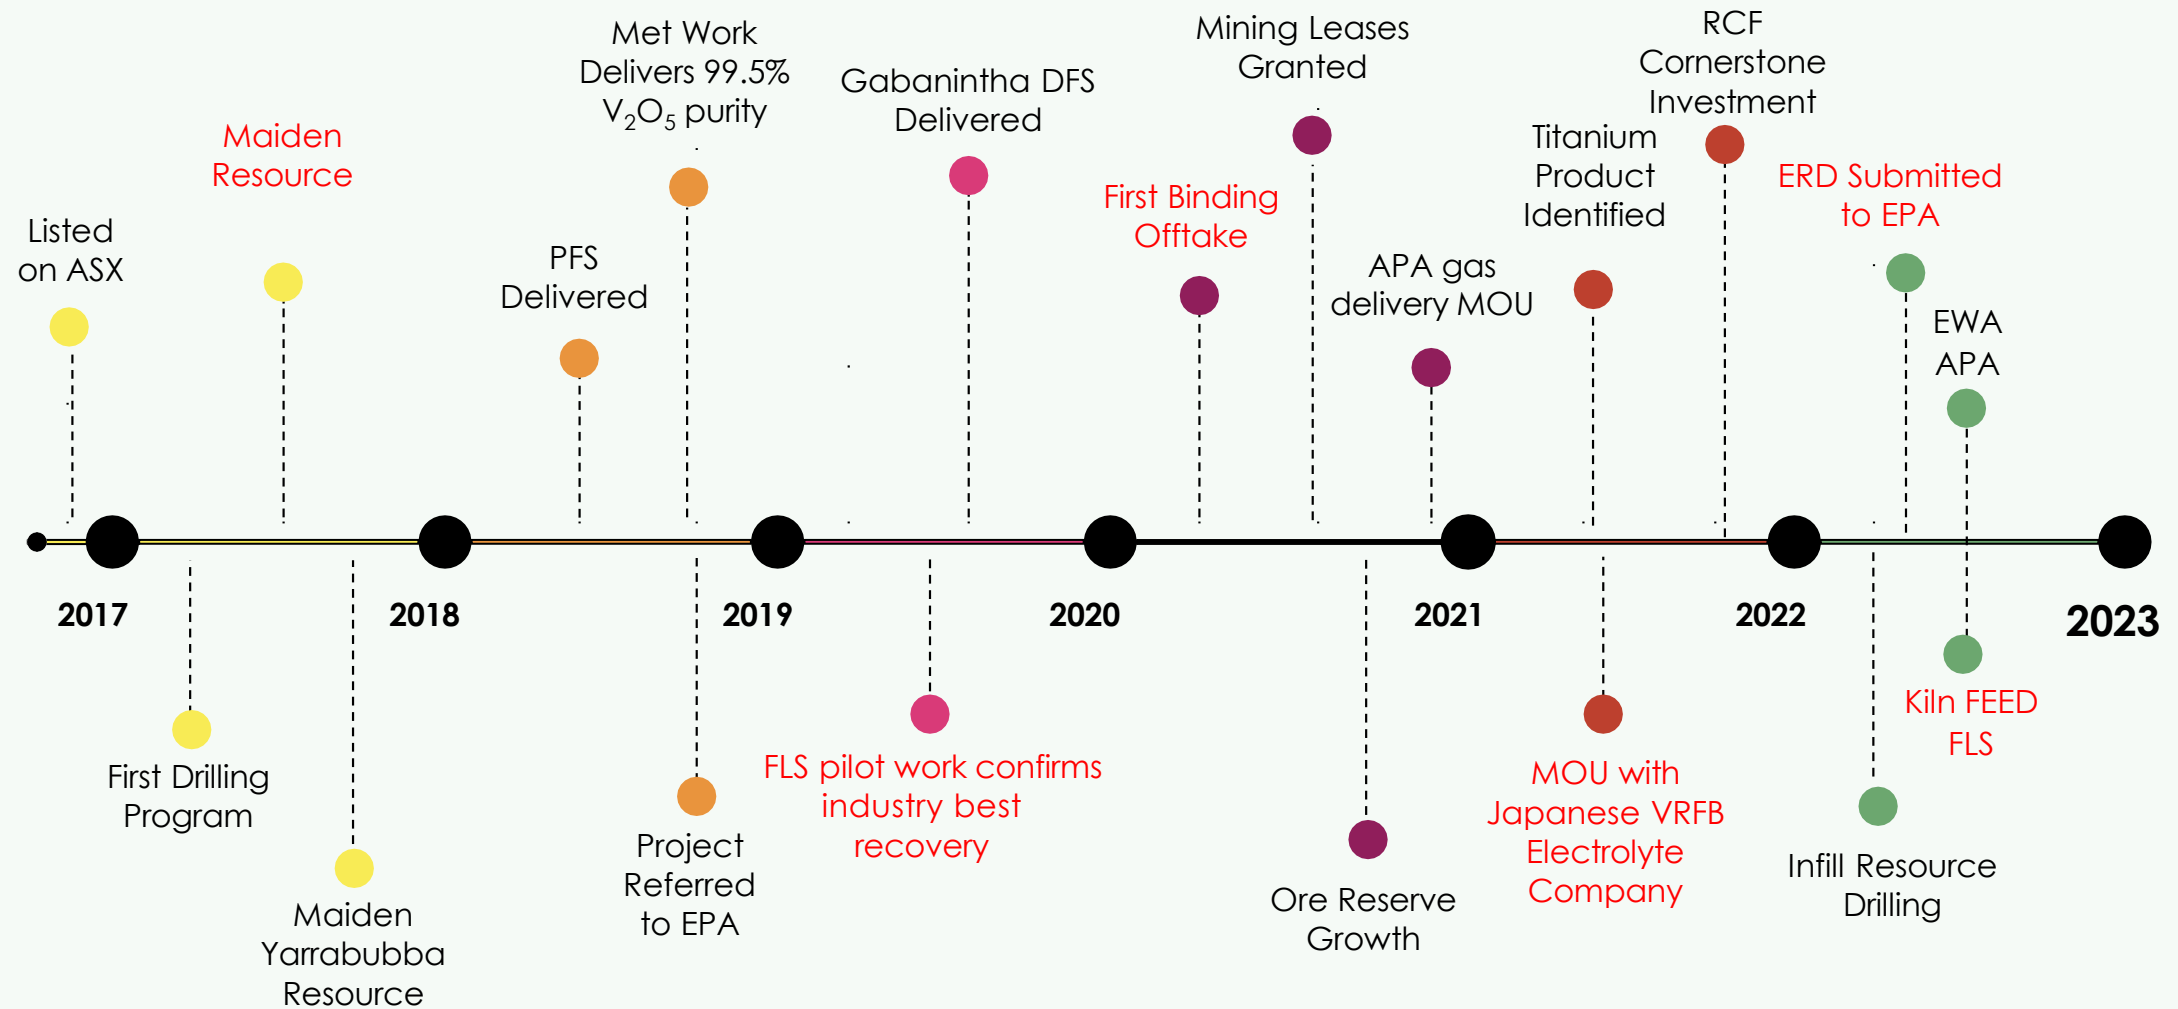 Listed
on ASX
Maiden
Resource
PFS
Delivered
Met Work
Delivers 99.5%
V₂O₅ purity
Gabanintha DFS
Delivered
First Binding
Offtake
Mining Leases
Granted
APA gas
delivery MOU
Titanium
Product
Identified
RCF
Cornerstone
Investment
ERD Submitted
to EPA
EWA
APA
2017
2018
2019
2020
2021
2022
2023
First Drilling
Program
Maiden
Yarrabubba
Resource
Project
Referred
to EPA
FLS pilot work confirms
industry best
recovery
Ore Reserve
Growth
MOU with
Japanese VRFB
Electrolyte
Company
Infill Resource
Drilling
Kiln FEED
FLS